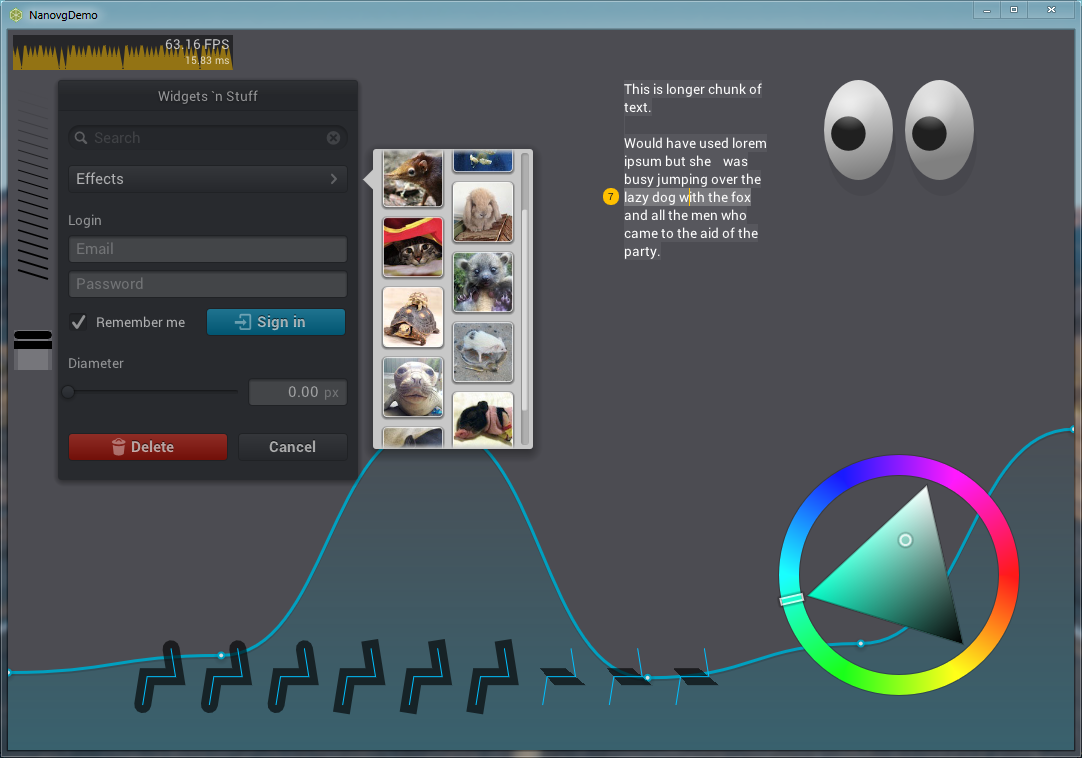 NanovgDemo
63.16 FPS
15.83 ms
Widgets `n Stuff
Search
Effects
Login
Email
Password
Remember me
Sign in
Diameter
0.00 px
Delete
Cancel
This is longer chunk of
text.
Would have used lorem
ipsum but she   was
busy jumping over the
7
lazy dog with the fox
and all the men who
came to the aid of the
party.